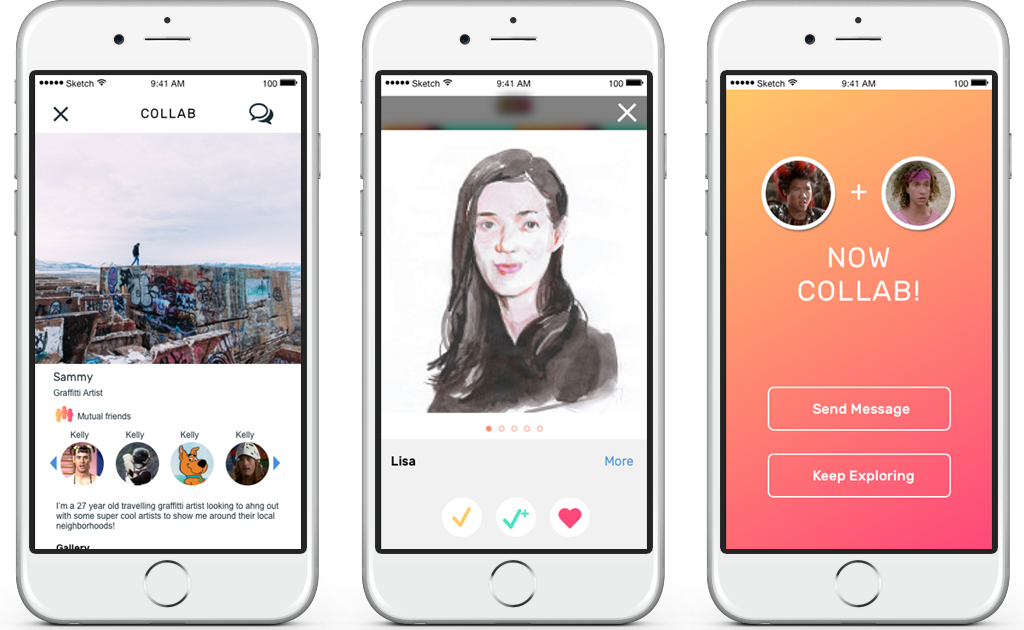 ●●●●● Sketch 9:41 AM 100
COLLAB
Sammy
Graffitti Artist
Mutual friends
Kelly Kelly Kelly Kelly
I'm a 27 year old travelling graffitti artist looking to ahng out
with some super cool artists to show me around their local
neighborhoods!
Gallery
●●●●● Sketch 9:41 AM 100
Lisa More
●●●●● Sketch 9:41 AM 100
+
NOW
COLLAB!
Send Message
Keep Exploring